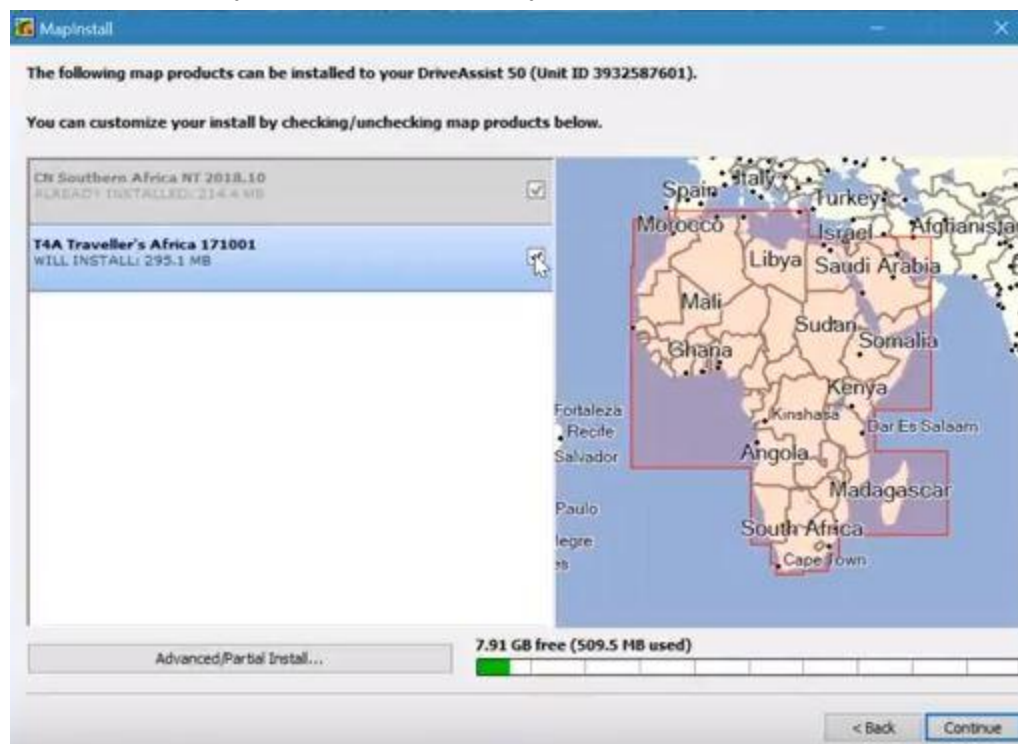 MapInstall
The following map products can be installed to your DriveAssist 50 (Unit ID 3932587601).
You can customize your install by checking/unchecking map products below.
CN Southern Africa NT 2018.10
ALREADY INSTALLED: 214.4 MB
T4A Traveller's Africa 171001
WILL INSTALL: 295.1 MB
Spain
Italy
Turkey
Morocco
Israel
Afghanista
Libya
Saudi Arabia
Mali
Sudan
Somalia
Ghana
Kenya
Fortaleza
Kinshasa
Recife
Dar Es Salaam
Salvador
Angola
Madagascar
Paulo
South Africa
legre
es
Cape Town
Advanced/Partial Install...
7.91 GB free (509.5 MB used)
< Back
Continue